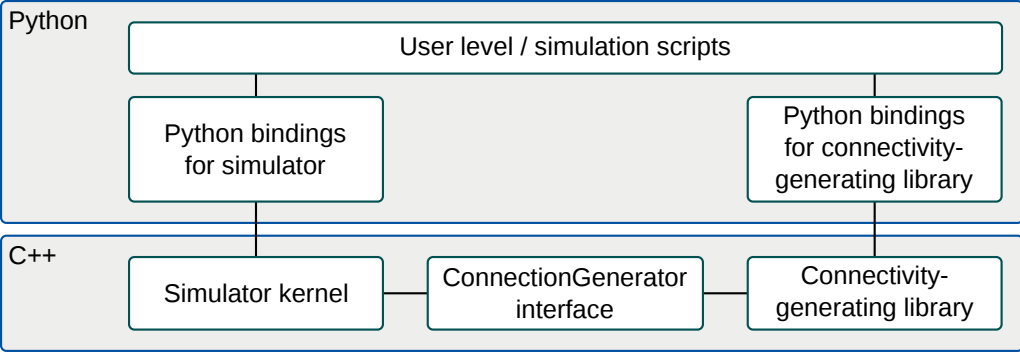 Python
User level / simulation scripts
Python bindings
for simulator
Python bindings
for connectivity-
generating library
C++
Simulator kernel
ConnectionGenerator
interface
Connectivity-
generating library